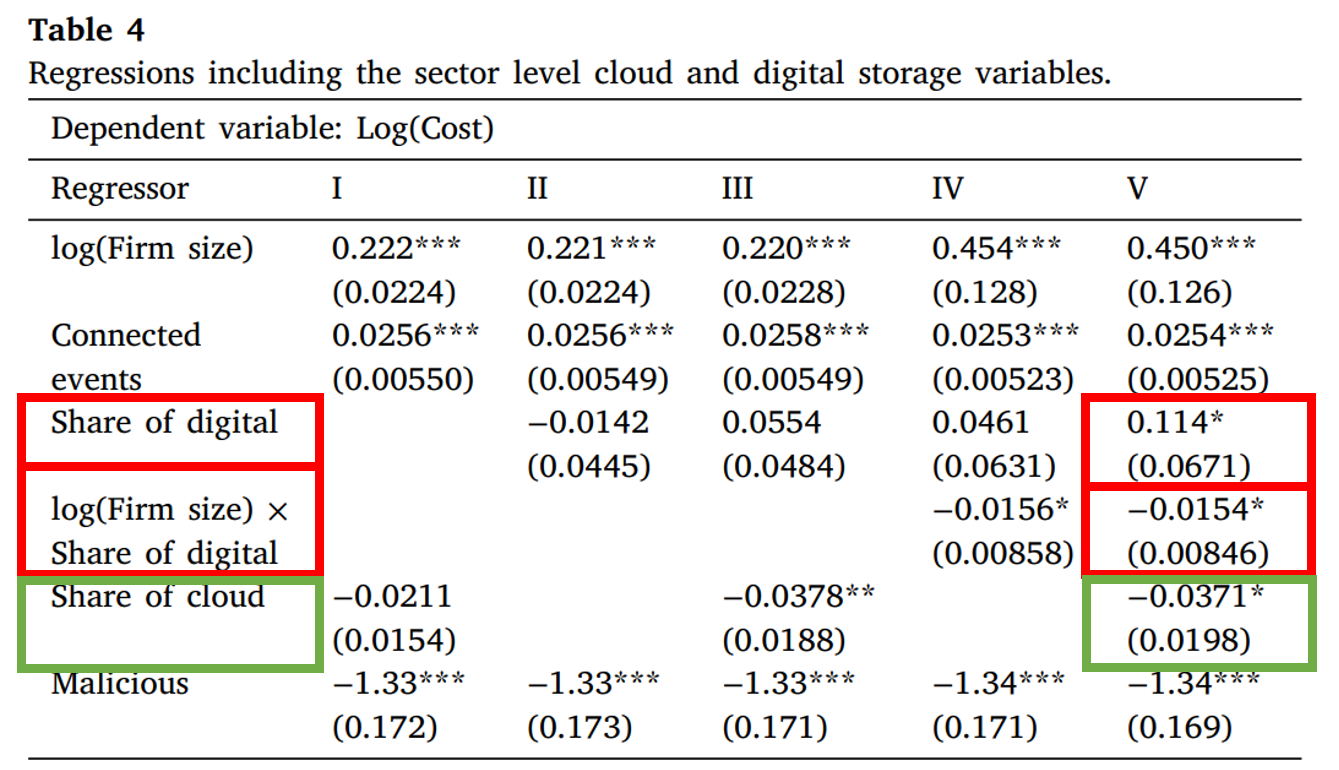 Table 4
Regressions including the sector level cloud and digital storage variables.
Dependent variable: Log(Cost)
Regressor I II III IV V
log(Firm size) 0.222*** 0.221*** 0.220*** 0.454*** 0.450***
(0.0224) (0.0224) (0.0228) (0.128) (0.126)
Connected 0.0256*** 0.0256*** 0.0258*** 0.0253*** 0.0254***
events (0.00550) (0.00549) (0.00549) (0.00523) (0.00525)
Share of digital −0.0142 0.0554 0.0461 0.114*
(0.0445) (0.0484) (0.0631) (0.0671)
log(Firm size) × −0.0156* −0.0154*
Share of digital (0.00858) (0.00846)
Share of cloud −0.0211 −0.0378** −0.0371*
(0.0154) (0.0188) (0.0198)
Malicious −1.33*** −1.33*** −1.33*** −1.34*** −1.34***
(0.172) (0.173) (0.171) (0.171) (0.169)